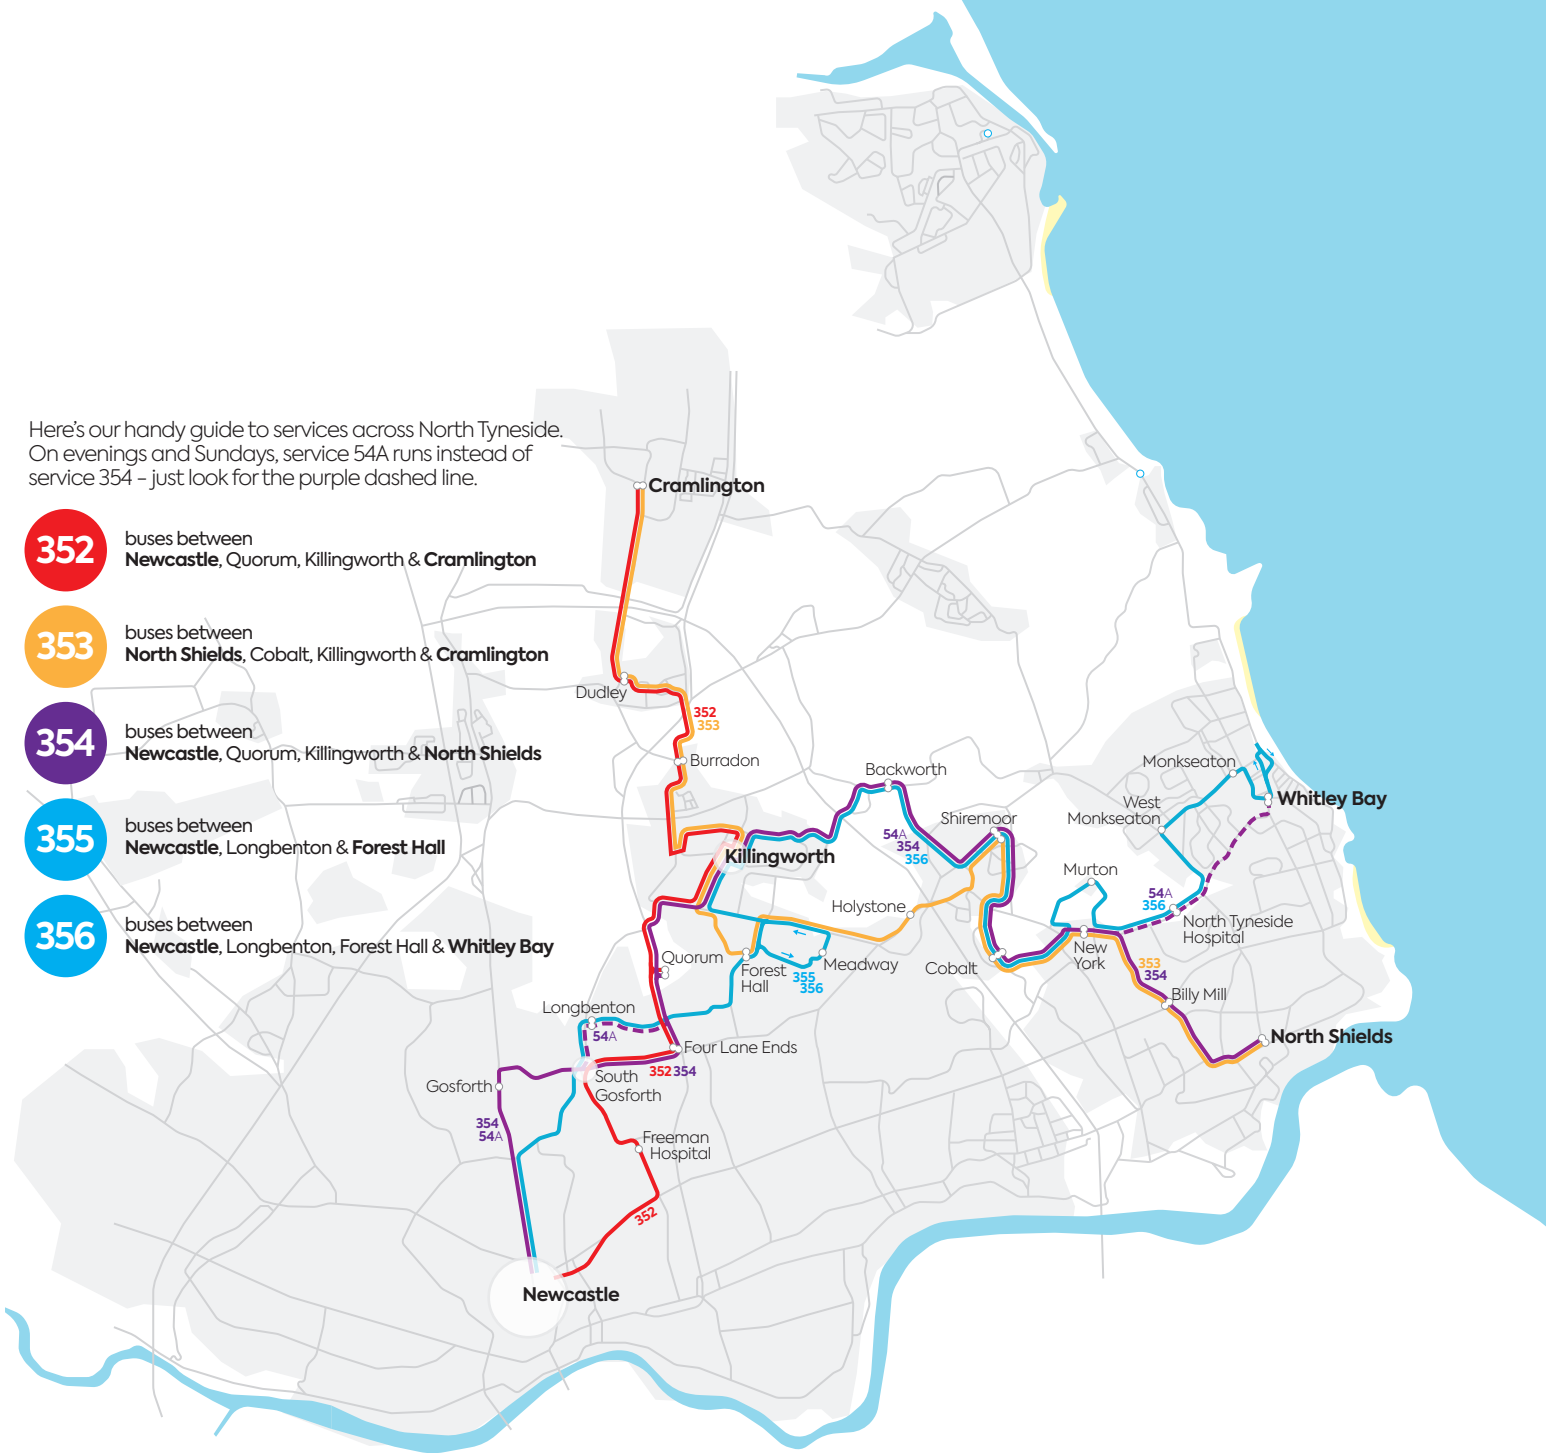 Here's our handy guide to services across North Tyneside.
On evenings and Sundays, service 54A runs instead of
service 354 – just look for the purple dashed line.
352
buses between
Newcastle, Quorum, Killingworth & Cramlington
353
buses between
North Shields, Cobalt, Killingworth & Cramlington
354
buses between
Newcastle, Quorum, Killingworth & North Shields
355
buses between
Newcastle, Longbenton & Forest Hall
356
buses between
Newcastle, Longbenton, Forest Hall & Whitley Bay
Cramlington
Dudley
352
353
Burradon
Backworth
Monkseaton
Whitley Bay
West
Monkseaton
Shiremoor
54A
354
356
Killingworth
Murton
54A
356
Holystone
North Tyneside
Hospital
Quorum
Forest
Hall
355
356
Meadway
Cobalt
New
York
353
354
Billy Mill
Longbenton
54A
Four Lane Ends
North Shields
352 354
Gosforth
South
Gosforth
354
54A
Freeman
Hospital
352
Newcastle